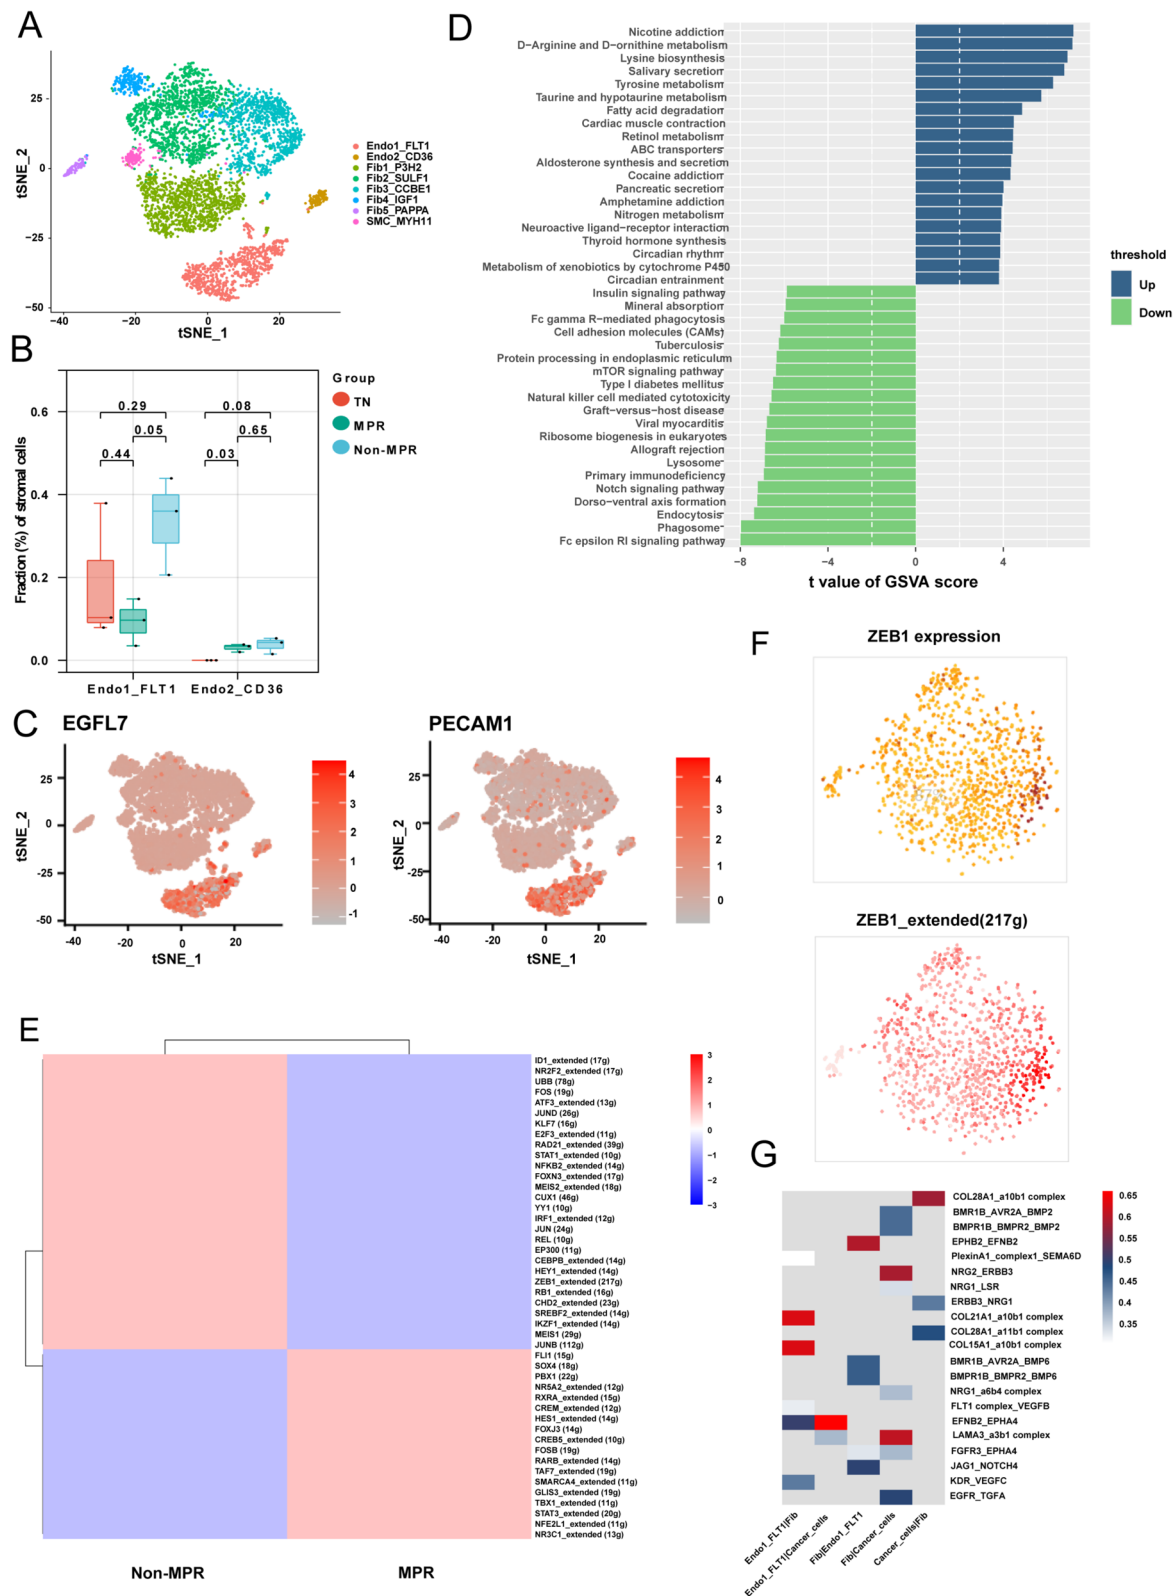 A
tSNE_2
25
0
−25
−50
−40
−20
0
20
tSNE_1
Endo1_FLT1
Endo2_CD36
Fib1_P3H2
Fib2_SULF1
Fib3_CCBE1
Fib4_IGF1
Fib5_PAPPA
SMC_MYH11
B
Fraction (%) of stromal cells
0.6
0.4
0.2
0.0
0.29
0.05
0.44
0.08
0.65
0.03
Endo1_FLT1
Endo2_CD36
Group
TN
MPR
Non-MPR
C
EGFL7
tSNE_2
25
0
-25
-50
-40
-20
0
20
tSNE_1
4
3
2
1
0
-1
PECAM1
tSNE_2
25
0
-25
-50
-40
-20
0
20
tSNE_1
4
3
2
1
0
D
Nicotine addiction
D−Arginine and D−ornithine metabolism
Lysine biosynthesis
Salivary secretion
Tyrosine metabolism
Taurine and hypotaurine metabolism
Fatty acid degradation
Cardiac muscle contraction
Retinol metabolism
ABC transporters
Aldosterone synthesis and secretion
Cocaine addiction
Pancreatic secretion
Amphetamine addiction
Nitrogen metabolism
Neuroactive ligand−receptor interaction
Thyroid hormone synthesis
Circadian rhythm
Metabolism of xenobiotics by cytochrome P450
Circadian entrainment
Insulin signaling pathway
Mineral absorption
Fc gamma R−mediated phagocytosis
Cell adhesion molecules (CAMs)
Tuberculosis
Protein processing in endoplasmic reticulum
mTOR signaling pathway
Type I diabetes mellitus
Natural killer cell mediated cytotoxicity
Graft−versus−host disease
Viral myocarditis
Ribosome biogenesis in eukaryotes
Allograft rejection
Lysosome
Primary immunodeficiency
Notch signaling pathway
Dorso−ventral axis formation
Endocytosis
Phagosome
Fc epsilon RI signaling pathway
−8
−4
0
4
t value of GSVA score
threshold
Up
Down
E
ID1_extended (17g)
NR2F2_extended (17g)
UBB (78g)
FOS (19g)
ATF3_extended (13g)
JUND (26g)
KLF7 (16g)
E2F3_extended (11g)
RAD21_extended (39g)
STAT1_extended (10g)
NFKB2_extended (14g)
FOXN3_extended (17g)
MEIS2_extended (18g)
CUX1 (46g)
YY1 (10g)
IRF1_extended (12g)
JUN (24g)
REL (10g)
EP300 (11g)
CEBPB_extended (14g)
HEY1_extended (14g)
ZEB1_extended (217g)
RB1_extended (16g)
CHD2_extended (23g)
SREBF2_extended (14g)
IKZF1_extended (14g)
MEIS1 (29g)
JUNB (112g)
FLI1 (15g)
SOX4 (18g)
PBX1 (22g)
NR5A2_extended (12g)
RXRA_extended (15g)
CREM_extended (12g)
HES1_extended (14g)
FOXJ3 (14g)
CREB5_extended (10g)
FOSB (19g)
RARB_extended (14g)
TAF7_extended (19g)
SMARCA4_extended (11g)
GLIS3_extended (19g)
TBX1_extended (11g)
STAT3_extended (20g)
NFE2L1_extended (11g)
NR3C1_extended (13g)
Non-MPR
MPR
3
2
1
0
−1
−2
−3
F
ZEB1 expression
ZEB1_extended(217g)
G
COL28A1_a10b1 complex
BMR1B_AVR2A_BMP2
BMPR1B_BMPR2_BMP2
EPHB2_EFNB2
PlexinA1_complex1_SEMA6D
NRG2_ERBB3
NRG1_LSR
ERBB3_NRG1
COL21A1_a10b1 complex
COL28A1_a11b1 complex
COL15A1_a10b1 complex
BMR1B_AVR2A_BMP6
BMPR1B_BMPR2_BMP6
NRG1_a6b4 complex
FLT1 complex_VEGFB
EFNB2_EPHA4
LAMA3_a3b1 complex
FGFR3_EPHA4
JAG1_NOTCH4
KDR_VEGFC
EGFR_TGFA
Endo1_FLT1|Fib
Endo1_FLT1|Cancer_cells
Fib|Endo1_FLT1
Fib|Cancer_cells
Cancer_cells|Fib
0.65
0.6
0.55
0.5
0.45
0.4
0.35